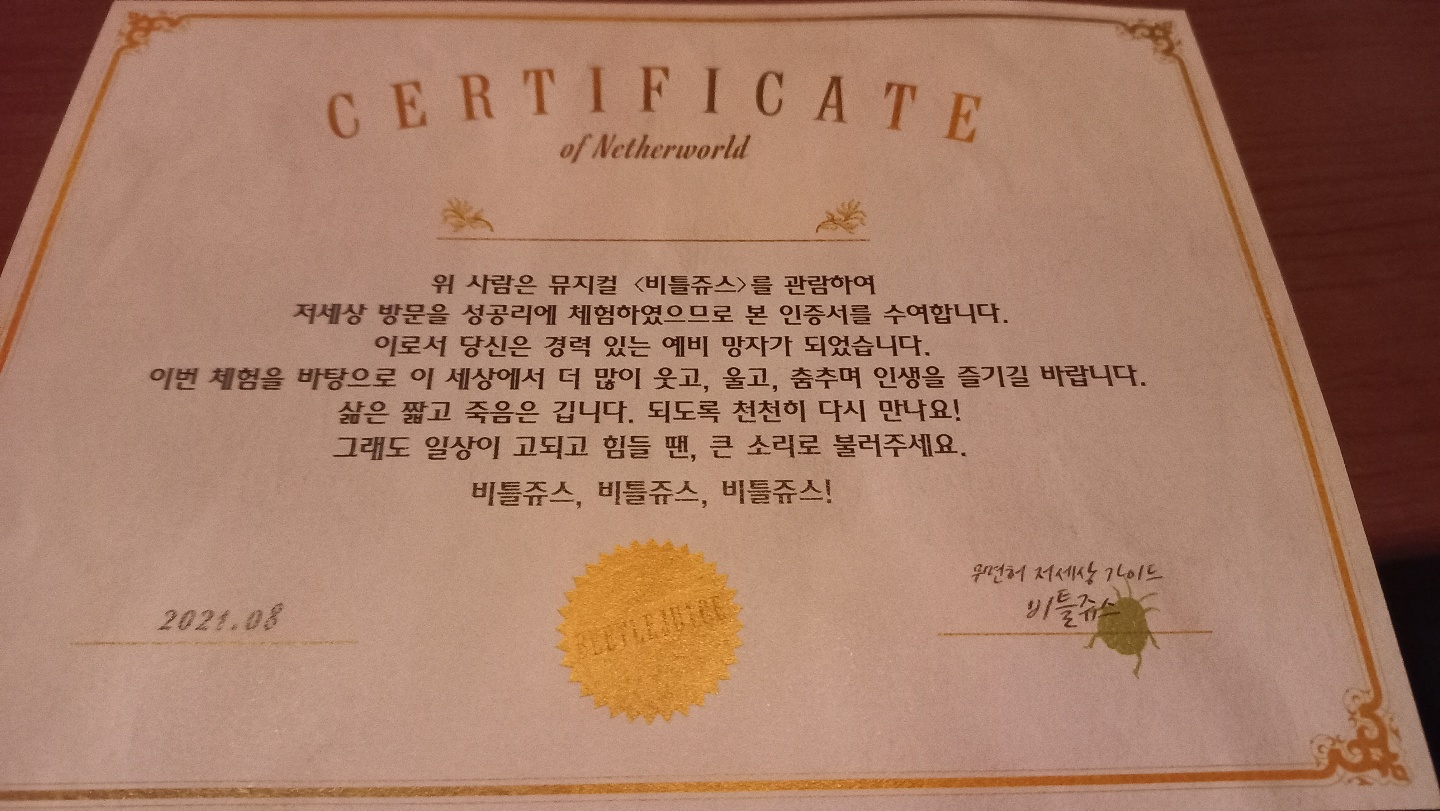 CERTIFICATE
of Netherworld
위 사람은 뮤지컬 〈비틀쥬스〉를 관람하여
저세상 방문을 성공리에 체험하였으므로 본 인증서를 수여합니다.
이로서 당신은 경력 있는 예비 망자가 되었습니다.
이번 체험을 바탕으로 이 세상에서 더 많이 웃고, 울고, 춤추며 인생을 즐기길 바랍니다.
삶은 짧고 죽음은 깁니다. 되도록 천천히 다시 만나요!
그래도 일상이 고되고 힘들 땐, 큰 소리로 불러주세요.
비틀쥬스, 비틀쥬스, 비틀쥬스!
2021.08
BEETLEJUICE
무면허 저세상 가이드
비틀쥬스